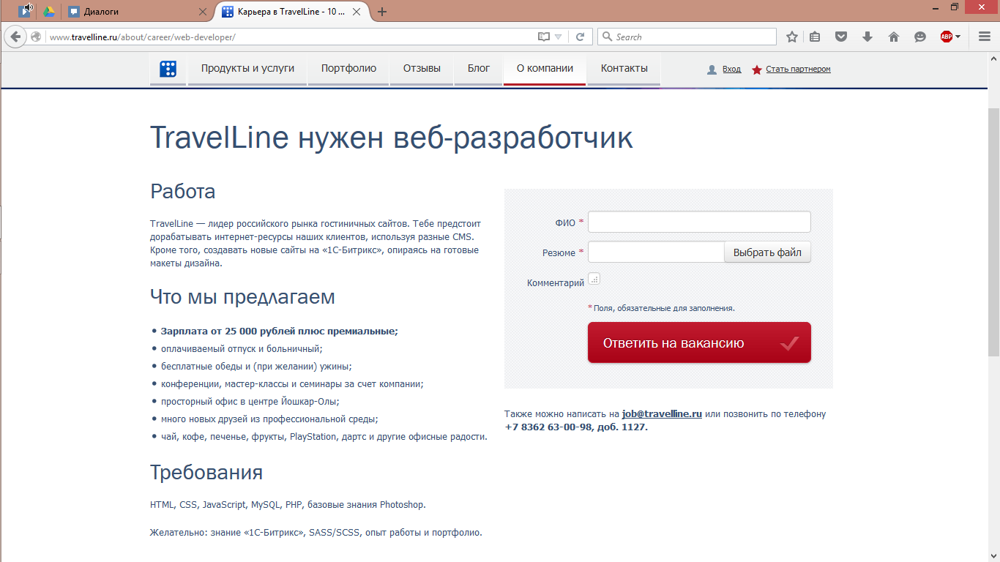 Диалоги
Карьера в TravelLine - 10 ...
www.travelline.ru/about/career/web-developer/
Search
ABP
Продукты и услуги
Портфолио
Отзывы
Блог
О компании
Контакты
Вход
Стать партнером
TravelLine нужен веб-разработчик
Работа
TravelLine — лидер российского рынка гостиничных сайтов. Тебе предстоит
дорабатывать интернет-ресурсы наших клиентов, используя разные CMS.
Кроме того, создавать новые сайты на «1С-Битрикс», опираясь на готовые
макеты дизайна.
Что мы предлагаем
• Зарплата от 25 000 рублей плюс премиальные;
• оплачиваемый отпуск и больничный;
• бесплатные обеды и (при желании) ужины;
• конференции, мастер-классы и семинары за счет компании;
• просторный офис в центре Йошкар-Олы;
• много новых друзей из профессиональной среды;
• чай, кофе, печенье, фрукты, PlayStation, дартс и другие офисные радости.
Требования
HTML, CSS, JavaScript, MySQL, PHP, базовые знания Photoshop.
Желательно: знание «1С-Битрикс», SASS/SCSS, опыт работы и портфолио.
ФИО *
Резюме *
Выбрать файл
Комментарий
* Поля, обязательные для заполнения.
Ответить на вакансию
Также можно написать на job@travelline.ru или позвонить по телефону
+7 8362 63-00-98, доб. 1127.